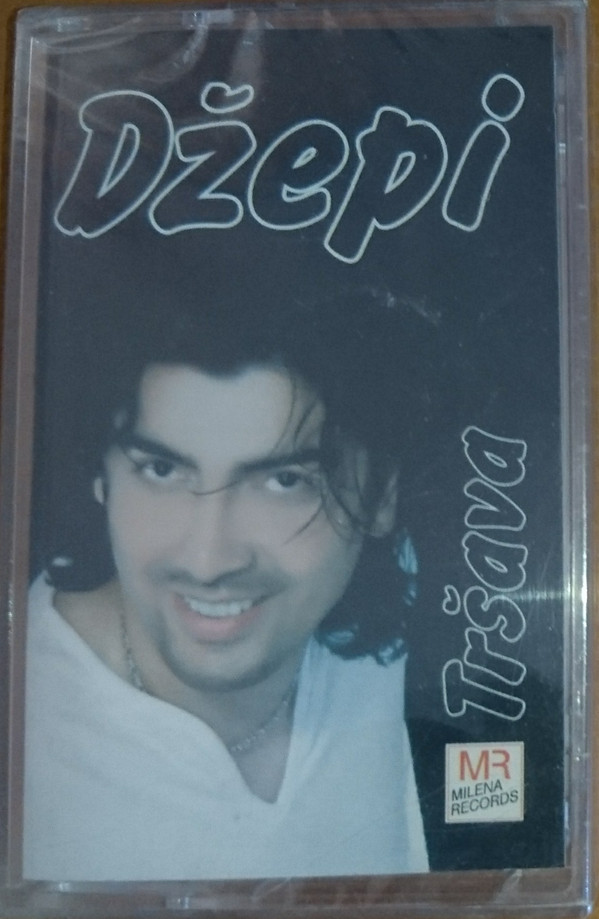 Džepi
Tršava
MR
MILENA
RECORDS